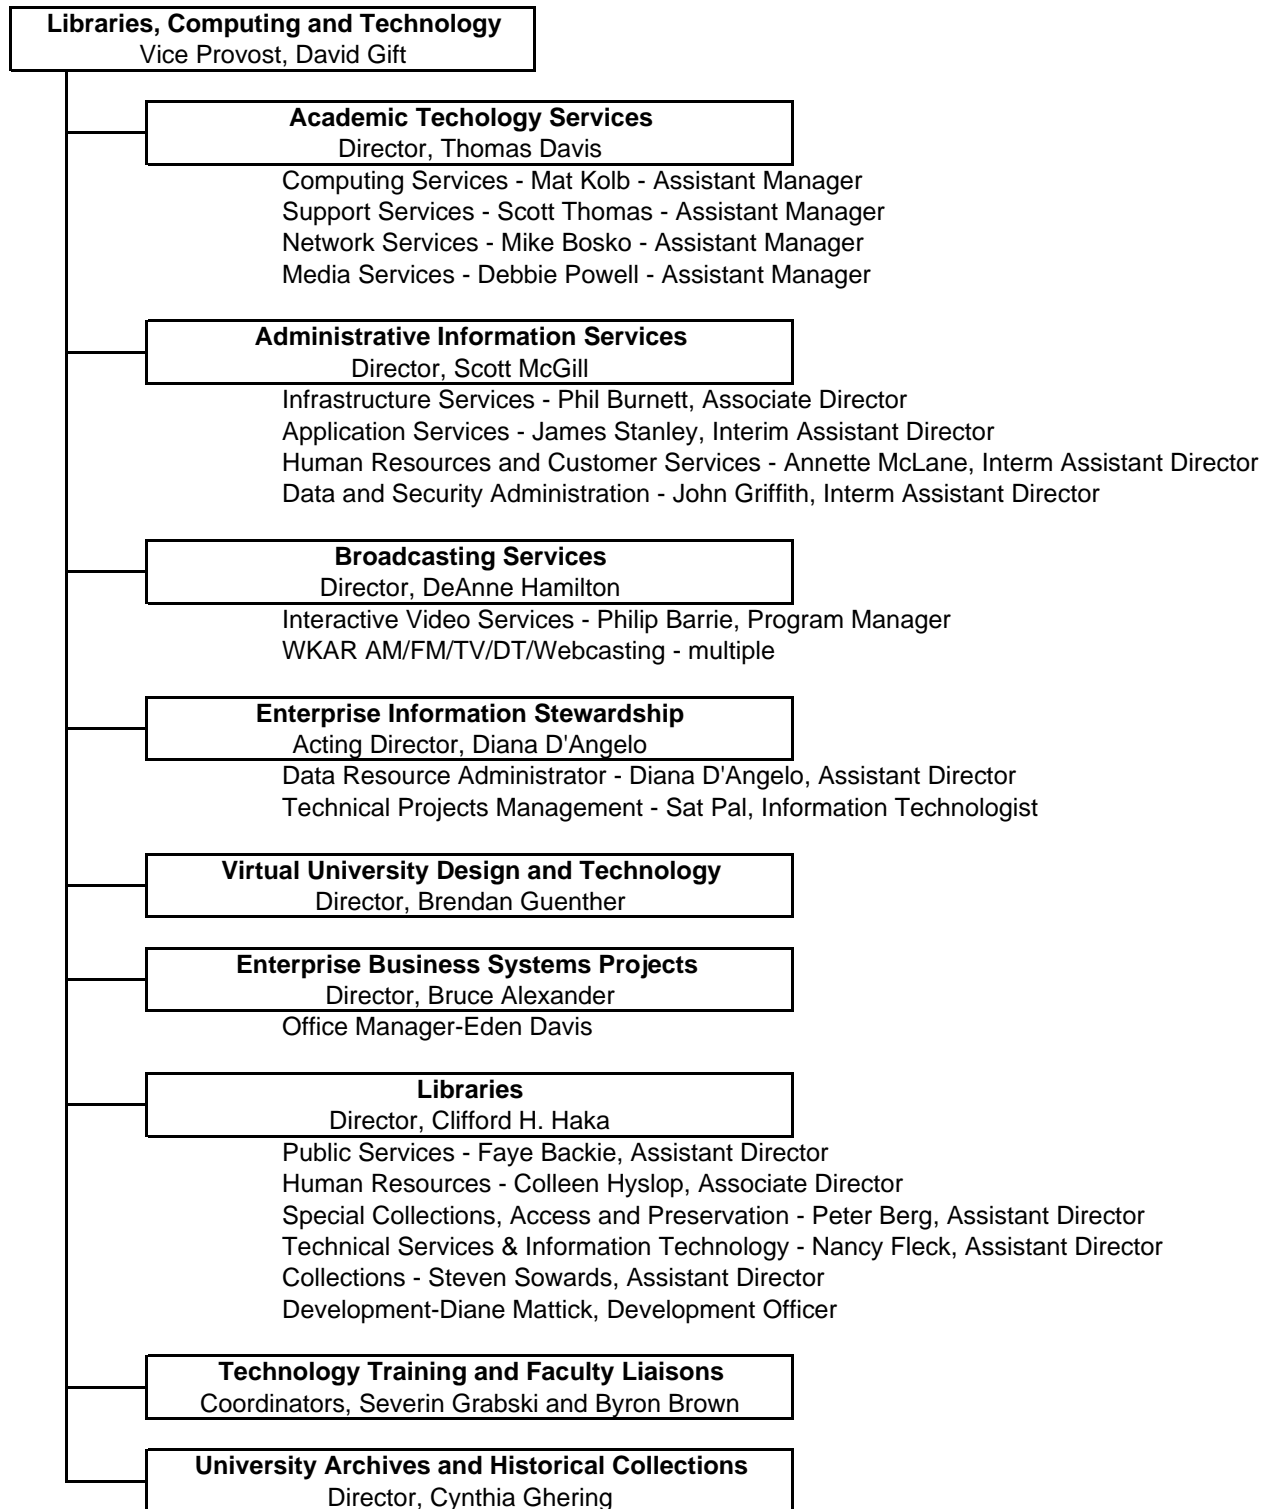 Libraries, Computing and Technology
Vice Provost, David Gift
Academic Techology Services
Director, Thomas Davis
Computing Services - Mat Kolb - Assistant Manager
Support Services - Scott Thomas - Assistant Manager
Network Services - Mike Bosko - Assistant Manager
Media Services - Debbie Powell - Assistant Manager
Administrative Information Services
Director, Scott McGill
Infrastructure Services - Phil Burnett, Associate Director
Application Services - James Stanley, Interim Assistant Director
Human Resources and Customer Services - Annette McLane, Interm Assistant Director
Data and Security Administration - John Griffith, Interm Assistant Director
Broadcasting Services
Director, DeAnne Hamilton
Interactive Video Services - Philip Barrie, Program Manager
WKAR AM/FM/TV/DT/Webcasting - multiple
Enterprise Information Stewardship
Acting Director, Diana D'Angelo
Data Resource Administrator - Diana D'Angelo, Assistant Director
Technical Projects Management - Sat Pal, Information Technologist
Virtual University Design and Technology
Director, Brendan Guenther
Enterprise Business Systems Projects
Director, Bruce Alexander
Office Manager-Eden Davis
Libraries
Director, Clifford H. Haka
Public Services - Faye Backie, Assistant Director
Human Resources - Colleen Hyslop, Associate Director
Special Collections, Access and Preservation - Peter Berg, Assistant Director
Technical Services & Information Technology - Nancy Fleck, Assistant Director
Collections - Steven Sowards, Assistant Director
Development-Diane Mattick, Development Officer
Technology Training and Faculty Liaisons
Coordinators, Severin Grabski and Byron Brown
University Archives and Historical Collections
Director, Cynthia Ghering